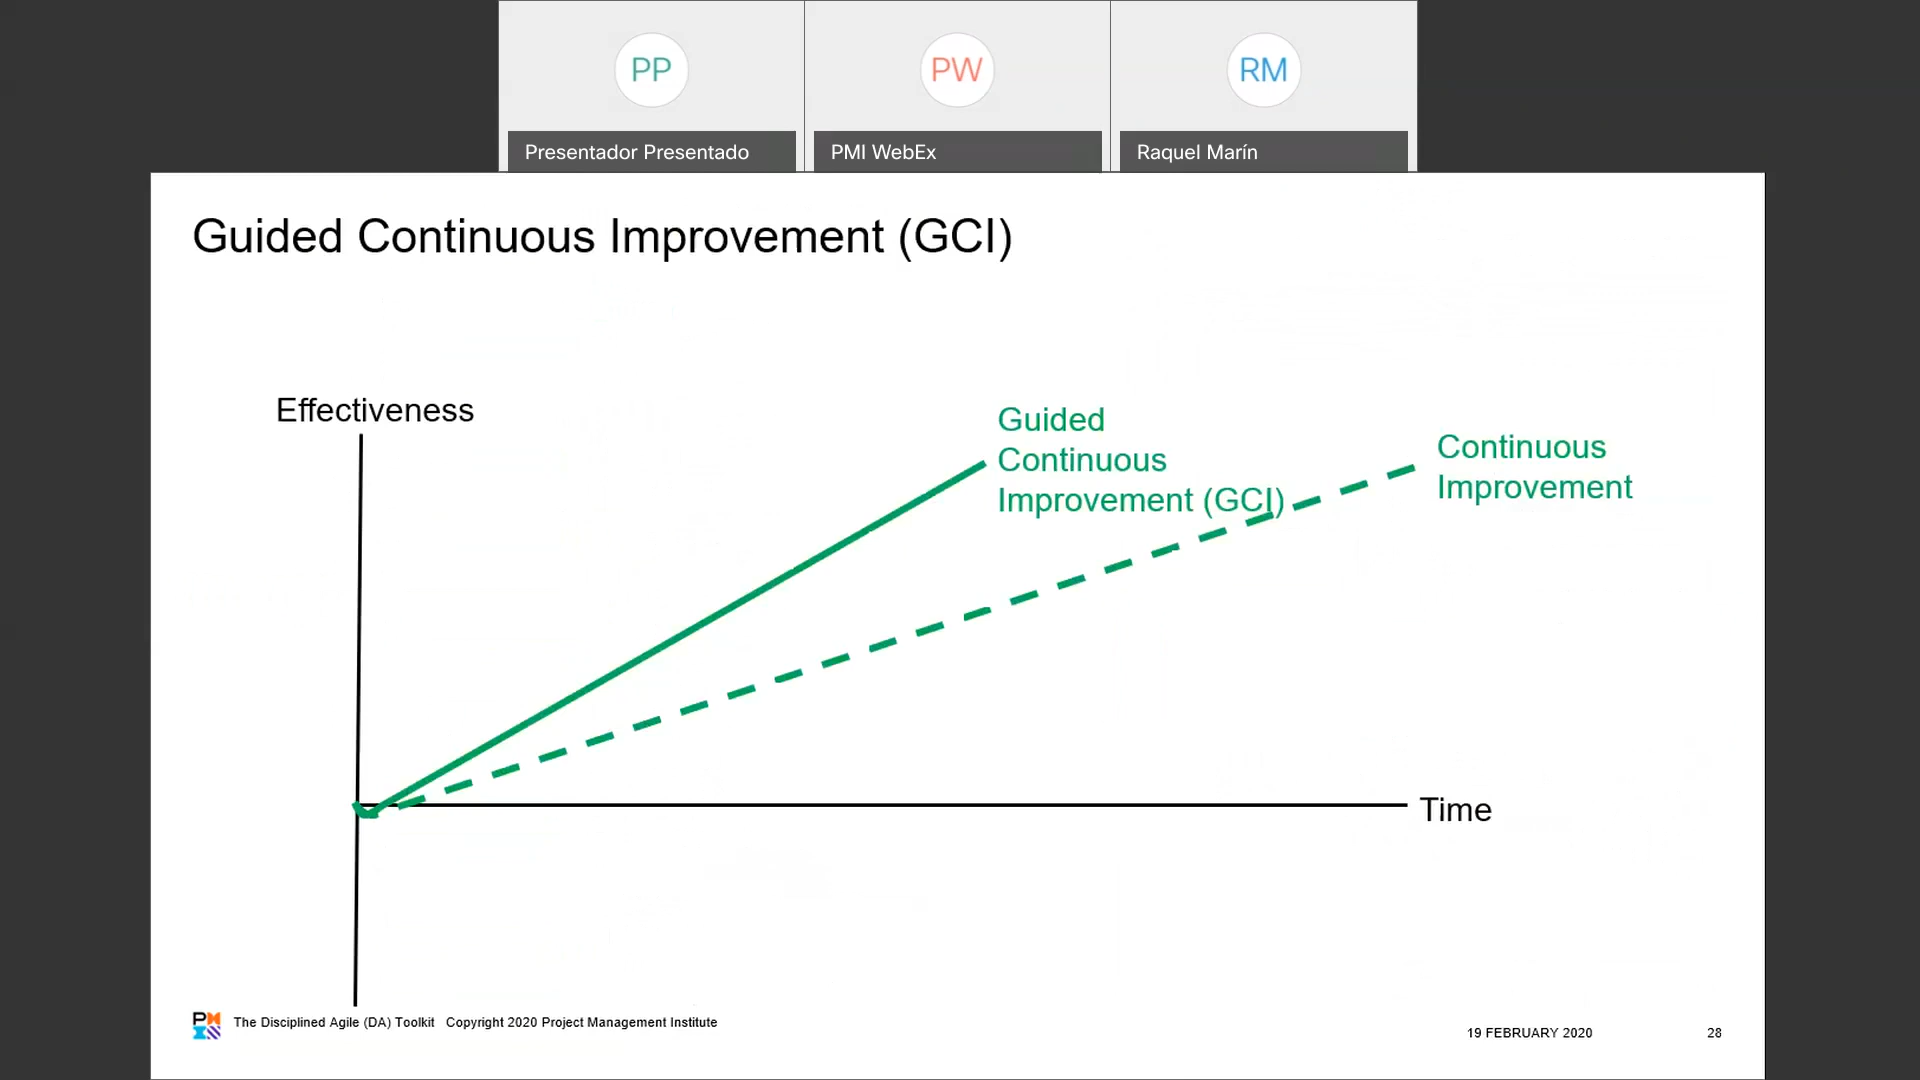 PP
PW
RM
Presentador Presentado
PMI WebEx
Raquel Marín
Guided Continuous Improvement (GCI)
Effectiveness
Guided
Continuous
Improvement (GCI)
Continuous
Improvement
Time
The Disciplined Agile (DA) Toolkit Copyright 2020 Project Management Institute
19 FEBRUARY 2020
28